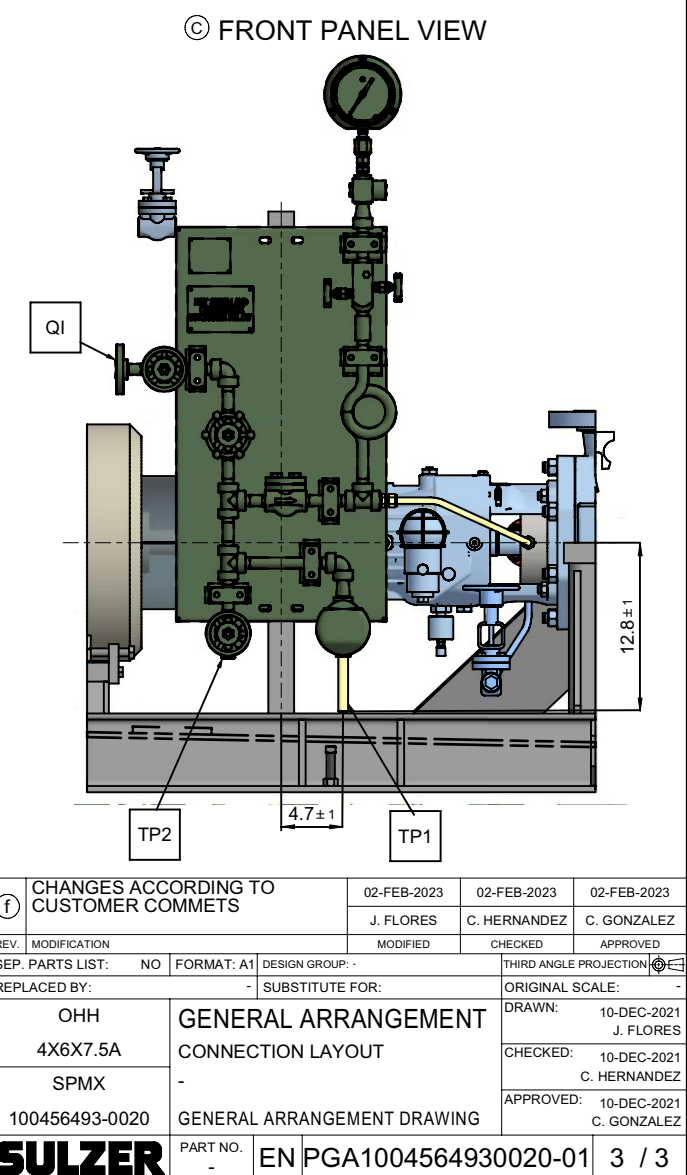 Ⓒ FRONT PANEL VIEW
QI
12.8±1
4.7±1
TP2
TP1
ⓕ CHANGES ACCORDING TO
CUSTOMER COMMETS
02-FEB-2023 02-FEB-2023 02-FEB-2023
J. FLORES C. HERNANDEZ C. GONZALEZ
REV. MODIFICATION MODIFIED CHECKED APPROVED
SEP. PARTS LIST: NO FORMAT: A1 DESIGN GROUP: - THIRD ANGLE PROJECTION
REPLACED BY: - SUBSTITUTE FOR: ORIGINAL SCALE: -
OHH
4X6X7.5A
SPMX
100456493-0020
GENERAL ARRANGEMENT
CONNECTION LAYOUT
-
GENERAL ARRANGEMENT DRAWING
DRAWN: 10-DEC-2021
J. FLORES
CHECKED: 10-DEC-2021
C. HERNANDEZ
APPROVED: 10-DEC-2021
C. GONZALEZ
SULZER
PART NO.
-
EN PGA1004564930020-01 3 / 3